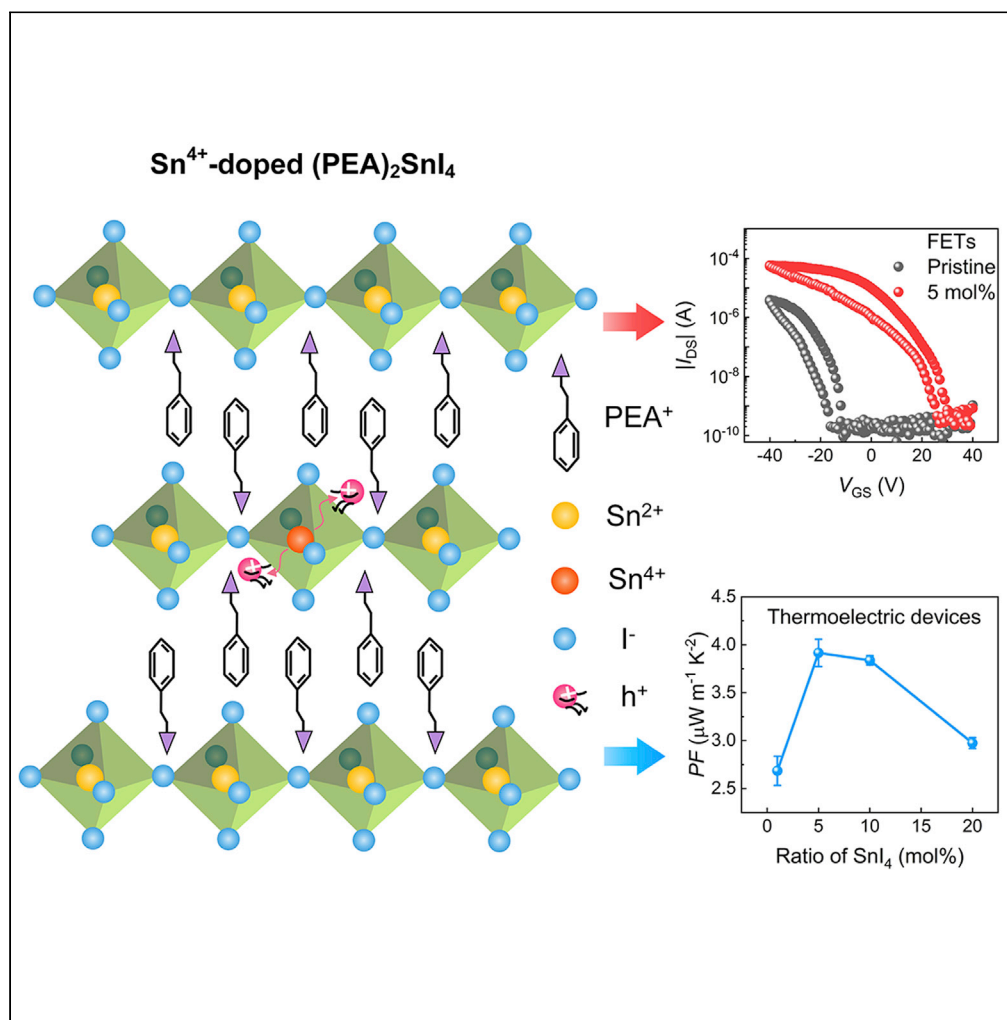 Sn⁴⁺-doped (PEA)₂SnI₄
PEA⁺
Sn²⁺
Sn⁴⁺
I⁻
h⁺
+
+
+
FETs
Pristine
5 mol%
|I_DS| (A)
10⁻⁴
10⁻⁶
10⁻⁸
10⁻¹⁰
-40 -20 0 20 40
V_GS (V)
Thermoelectric devices
PF (μW m⁻¹ K⁻²)
4.5
4.0
3.5
3.0
2.5
0 5 10 15 20
Ratio of SnI₄ (mol%)